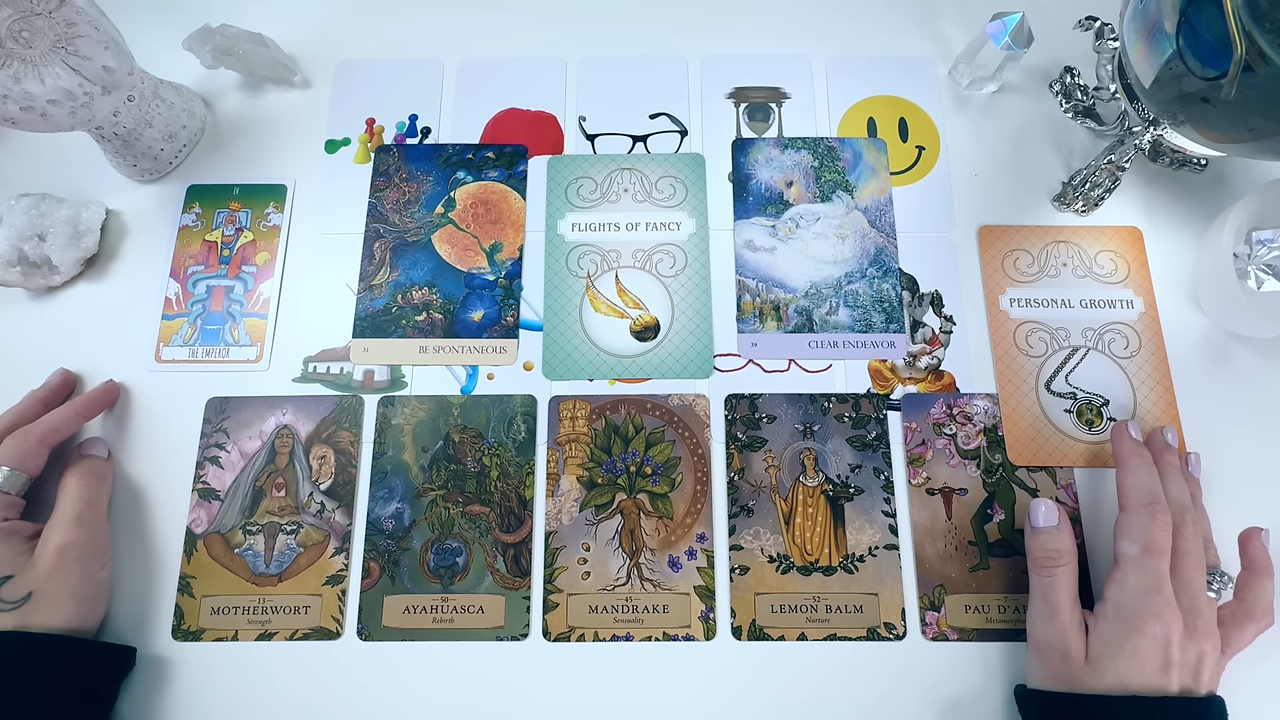 IV
THE EMPEROR
31
BE SPONTANEOUS
FLIGHTS OF FANCY
39
CLEAR ENDEAVOR
PERSONAL GROWTH
13
MOTHERWORT
Strength
50
AYAHUASCA
Rebirth
45
MANDRAKE
Sensuality
52
LEMON BALM
Nurture
7
PAU